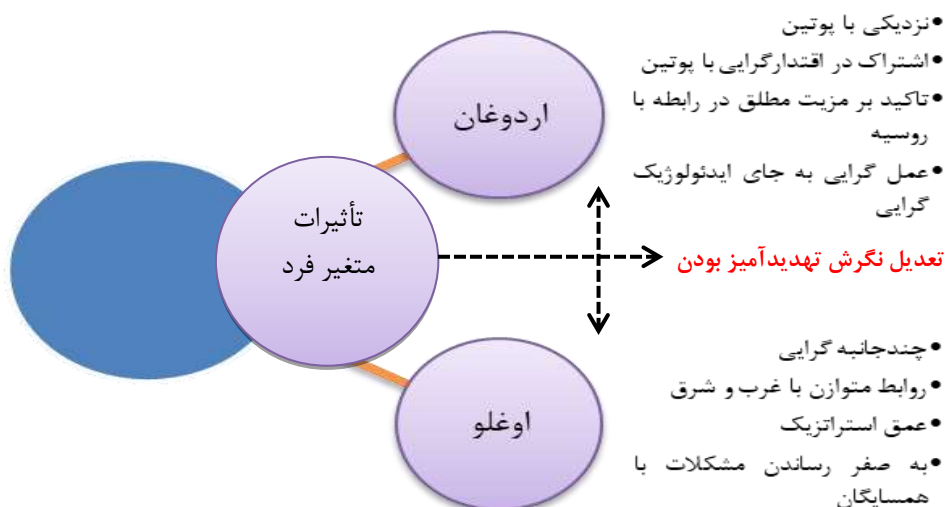 •نزدیکی با پوتین
•اشتراک در اقتدارگرایی با پوتین
•تاکید بر مزیت مطلق در رابطه با
روسیه
•عمل گرایی به جای ایدئولوژیک
گرایی
اردوغان
تأثیرات
متغیر فرد
تعدیل نگرش تهدیدآمیز بودن
•چندجانبه گرایی
•روابط متوازن با غرب و شرق
•عمق استراتژیک
•به صفر رساندن مشکلات با
همسایگان
اوغلو